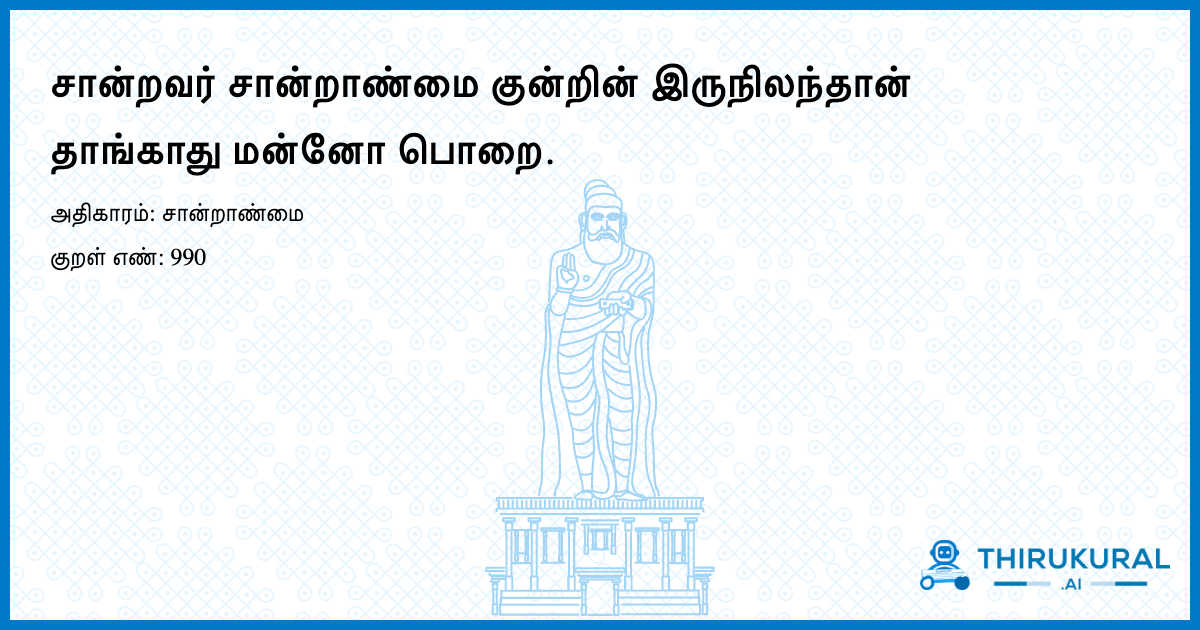 சான்றவர் சான்றாண்மை குன்றின் இருநிலந்தான்
தாங்காது மன்னோ பொறை.
அதிகாரம்: சான்றாண்மை
குறள் எண்: 990
THIRUKURAL
.AI